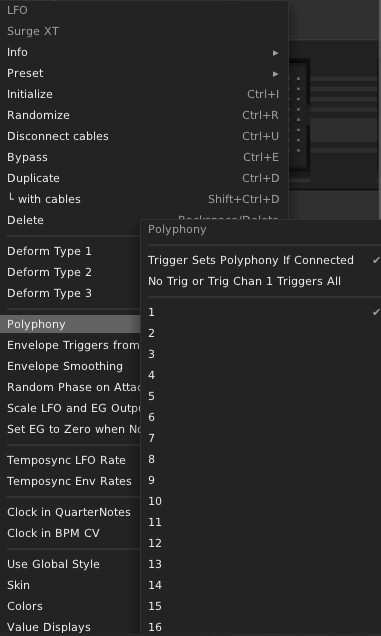 LFO
Surge XT
Info ▸
Preset ▸
Initialize Ctrl+I
Randomize Ctrl+R
Disconnect cables Ctrl+U
Bypass Ctrl+E
Duplicate Ctrl+D
└ with cables Shift+Ctrl+D
Delete Backspace/Delete
Deform Type 1
Deform Type 2
Deform Type 3
Polyphony
Envelope Triggers from
Envelope Smoothing
Random Phase on Attac
Scale LFO and EG Outpu
Set EG to Zero when No
Temposync LFO Rate
Temposync Env Rates
Clock in QuarterNotes
Clock in BPM CV
Use Global Style
Skin
Colors
Value Displays
Polyphony
Trigger Sets Polyphony If Connected ✔
No Trig or Trig Chan 1 Triggers All
1 ✔
2
3
4
5
6
7
8
9
10
11
12
13
14
15
16